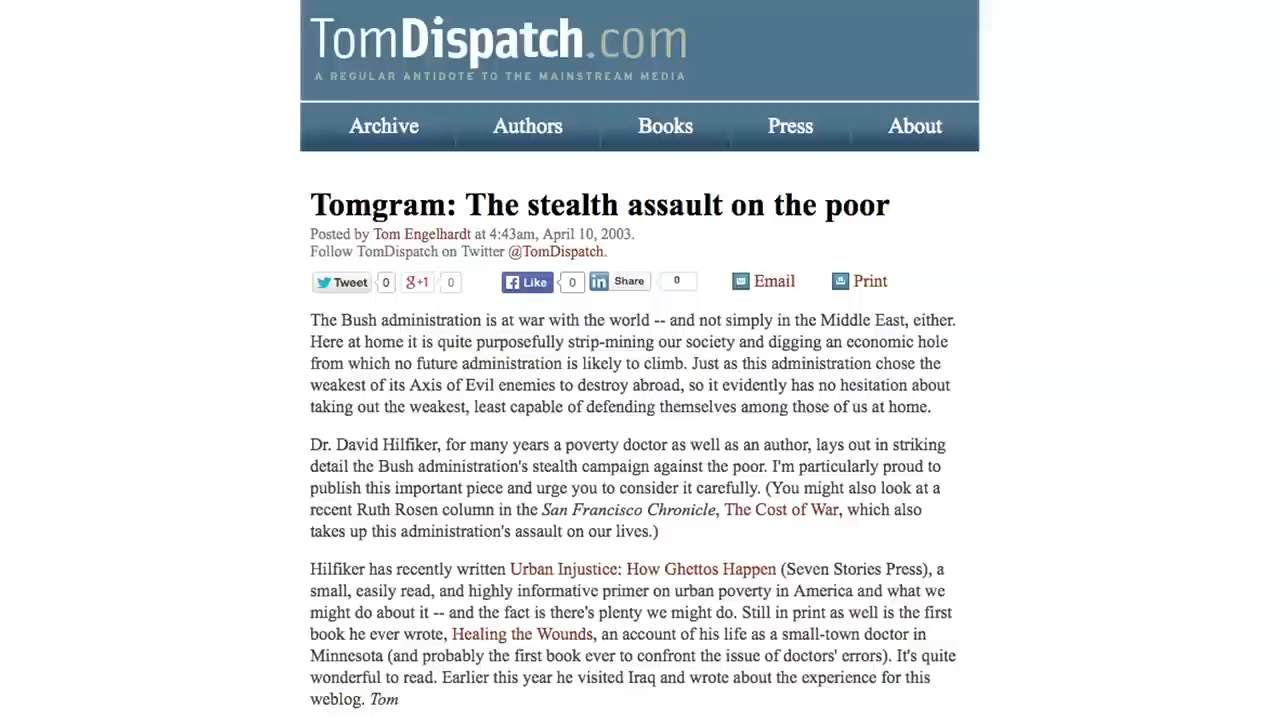 TomDispatch.com
A REGULAR ANTIDOTE TO THE MAINSTREAM MEDIA
Archive Authors Books Press About
Tomgram: The stealth assault on the poor
Posted by Tom Engelhardt at 4:43am, April 10, 2003.
Follow TomDispatch on Twitter @TomDispatch.
Tweet 0 g+1 0 Like 0 in Share 0 Email Print
The Bush administration is at war with the world -- and not simply in the Middle East, either.
Here at home it is quite purposefully strip-mining our society and digging an economic hole
from which no future administration is likely to climb. Just as this administration chose the
weakest of its Axis of Evil enemies to destroy abroad, so it evidently has no hesitation about
taking out the weakest, least capable of defending themselves among those of us at home.
Dr. David Hilfiker, for many years a poverty doctor as well as an author, lays out in striking
detail the Bush administration's stealth campaign against the poor. I'm particularly proud to
publish this important piece and urge you to consider it carefully. (You might also look at a
recent Ruth Rosen column in the San Francisco Chronicle, The Cost of War, which also
takes up this administration's assault on our lives.)
Hilfiker has recently written Urban Injustice: How Ghettos Happen (Seven Stories Press), a
small, easily read, and highly informative primer on urban poverty in America and what we
might do about it -- and the fact is there's plenty we might do. Still in print as well is the first
book he ever wrote, Healing the Wounds, an account of his life as a small-town doctor in
Minnesota (and probably the first book ever to confront the issue of doctors' errors). It's quite
wonderful to read. Earlier this year he visited Iraq and wrote about the experience for this
weblog. Tom